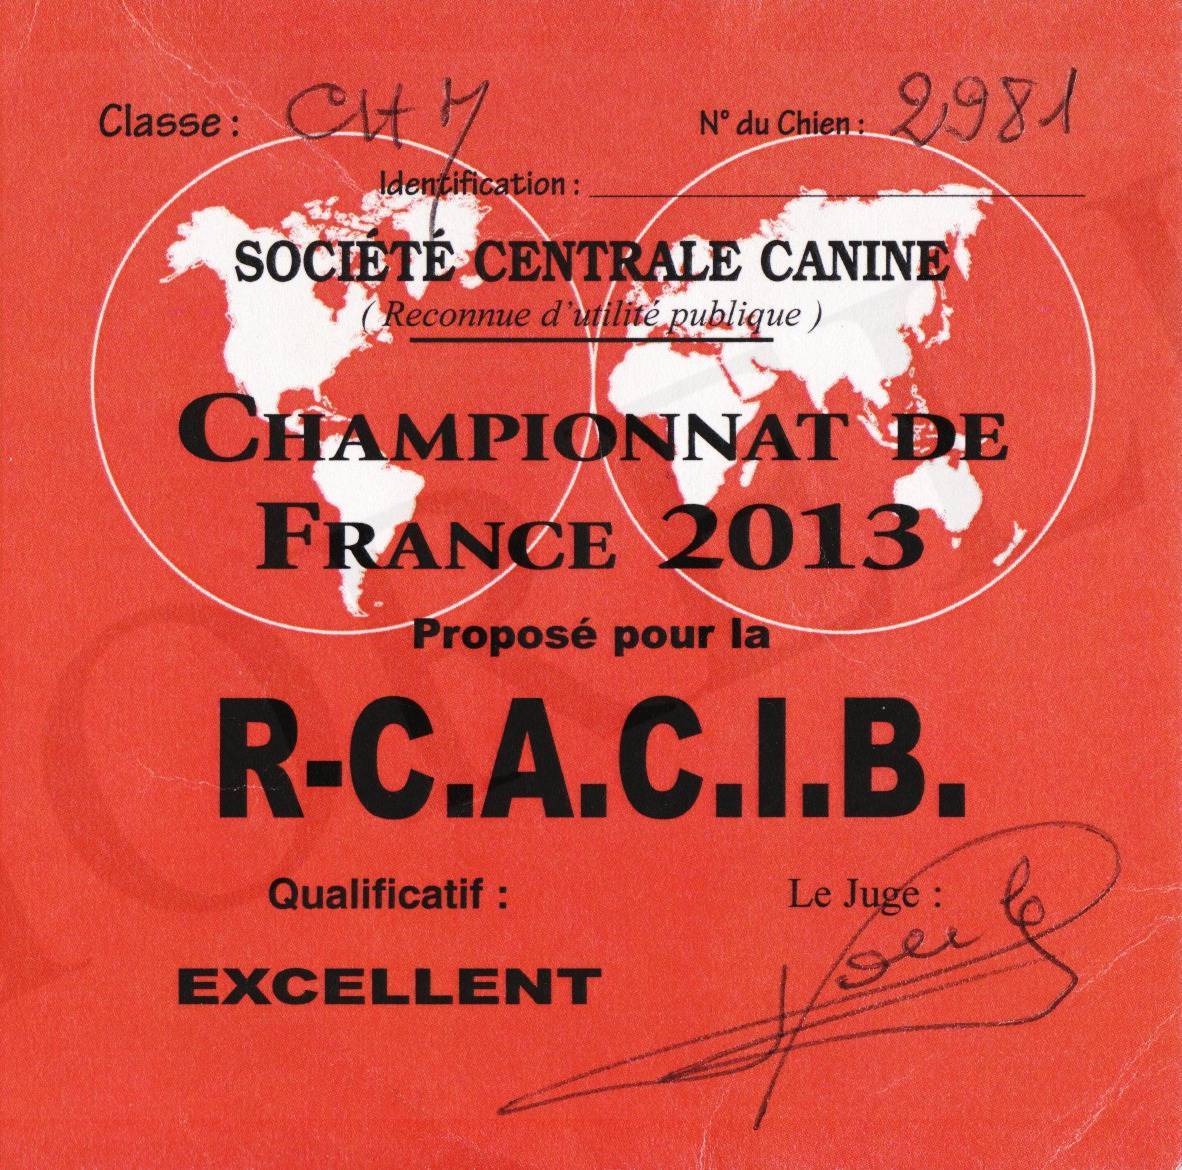 Classe : CH
N° du Chien : 2981
Identification :
SOCIÉTÉ CENTRALE CANINE
( Reconnue d'utilité publique )
CHAMPIONNAT DE
FRANCE 2013
Proposé pour la
R-C.A.C.I.B.
Qualificatif :
Le Juge :
EXCELLENT